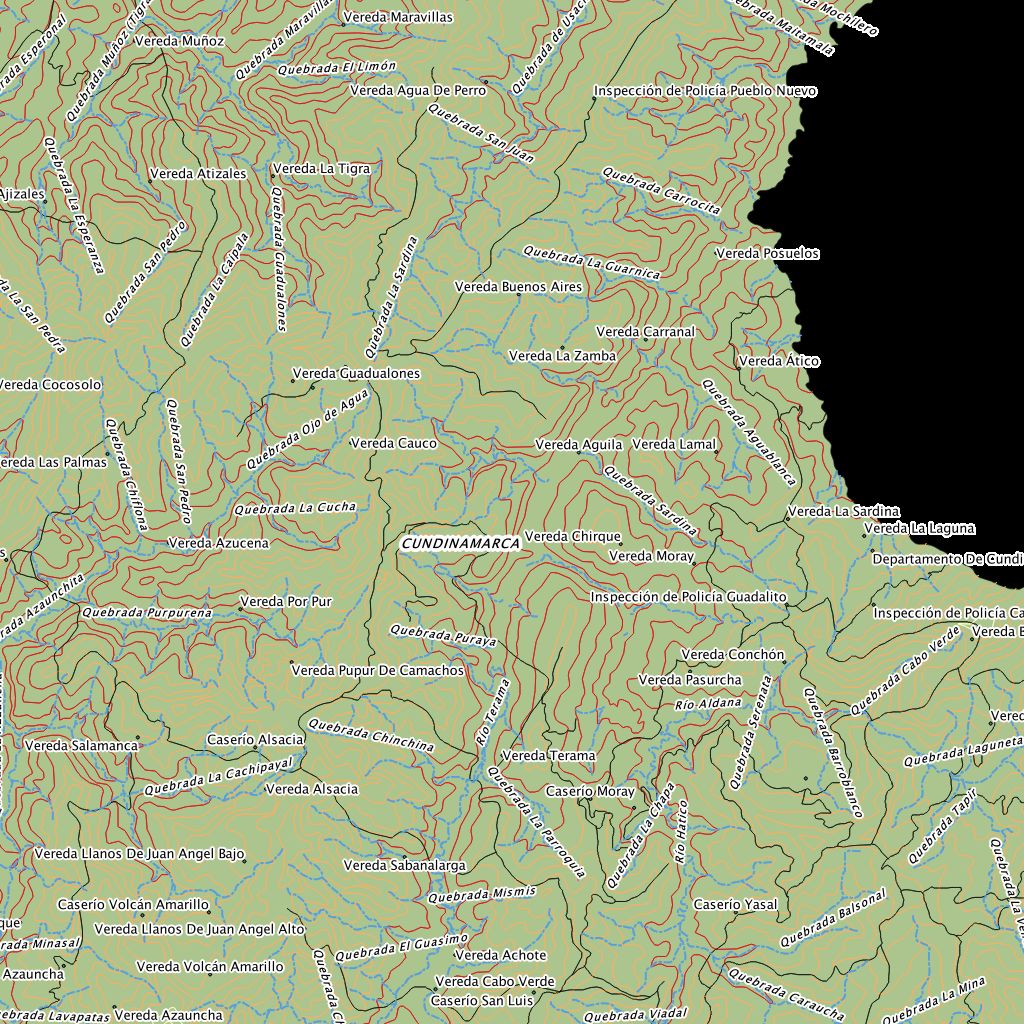 Vereda Maravillas
Quebrada Maravillas
Quebrada de Usaca
Quebrada Maitamala
Mochilero
Vereda Muñoz
Quebrada Muñoz (Tigra
Esperonal
Quebrada El Limón
Vereda Agua De Perro
Inspección de Policía Pueblo Nuevo
Quebrada San Juan
Vereda La Tigra
Vereda Atizales
Ajizales
Quebrada La Esperanza
Quebrada Carrocita
Quebrada San Pedro
Quebrada La Caipala
Quebrada Guadualones
Quebrada La Sardina
Vereda Posuelos
Quebrada La Guarnica
Vereda Buenos Aires
La San Pedra
Vereda Carranal
Vereda La Zamba
Vereda Ático
Vereda Guadualones
Vereda Cocosolo
Quebrada Aguablanca
Quebrada Ojo de Agua
Quebrada San Pedro
Quebrada Chiflona
Vereda Cauco
Vereda Aguila
Vereda Lamal
ereda Las Palmas
Quebrada Sardina
Quebrada La Cucha
Vereda La Sardina
Vereda La Laguna
Vereda Azucena
CUNDINAMARCA
Vereda Chirque
Vereda Moray
Departamento De Cundi
Azaunchita
Inspección de Policía Guadalito
Vereda Por Pur
Quebrada Purpurena
Inspección de Policía Ca
Quebrada Puraya
Quebrada Cabo Verde
Vereda Conchón
Vereda Pupur De Camachos
Vereda Pasurcha
Río Terama
Río Aldana
Quebrada Serenata
Quebrada Barroblanco
Quebrada Chinchina
Caserío Alsacia
Vereda Salamanca
Vereda Terama
Quebrada Laguneta
Quebrada La Cachipayal
Vereda Alsacia
Caserío Moray
Quebrada La Parroquia
Quebrada La Chapa
Río Hatico
Quebrada Tapir
Vereda Llanos De Juan Angel Bajo
Vereda Sabanalarga
Quebrada Mismis
Caserío Volcán Amarillo
Caserío Yasal
Quebrada Balsonal
Vereda Llanos De Juan Angel Alto
Minasal
Quebrada El Guasimo
Vereda Achote
Vereda Volcán Amarillo
Azauncha
Vereda Cabo Verde
Caserío San Luis
Quebrada Caraucha
Quebrada La Mina
Lavapatas
Vereda Azauncha
Quebrada Viadal